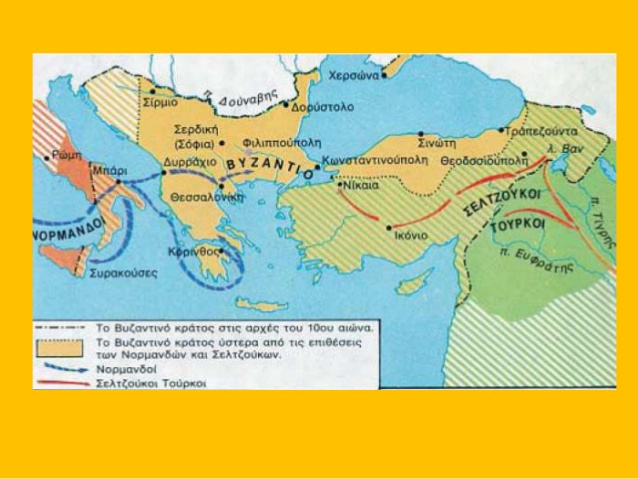 Χερσώνα
π. Δούναβης
Σίρμιο
Δορύστολο
Σερδική
(Σόφια)
Φιλιππούπολη
Σινώπη
Τραπεζούντα
Ρώμη
Μπάρι
Δυρράχιο
ΒΥΖΑΝΤΙΟ
Κωνσταντινούπολη
Θεοδοσιούπολη
λ. Βαν
Θεσσαλονίκη
Νίκαια
ΣΕΛΤΖΟΥΚΟΙ
ΤΟΥΡΚΟΙ
π. Τίγρης
ΝΟΡΜΑΝΔΟΙ
Ικόνιο
Κόρινθος
π. Ευφράτης
Συρακούσες
Το Βυζαντινό κράτος στις αρχές του 10ου αιώνα.
Το Βυζαντινό κράτος ύστερα από τις επιθέσεις
των Νορμανδών και Σελτζούκων.
Νορμανδοί
Σελτζούκοι Τούρκοι